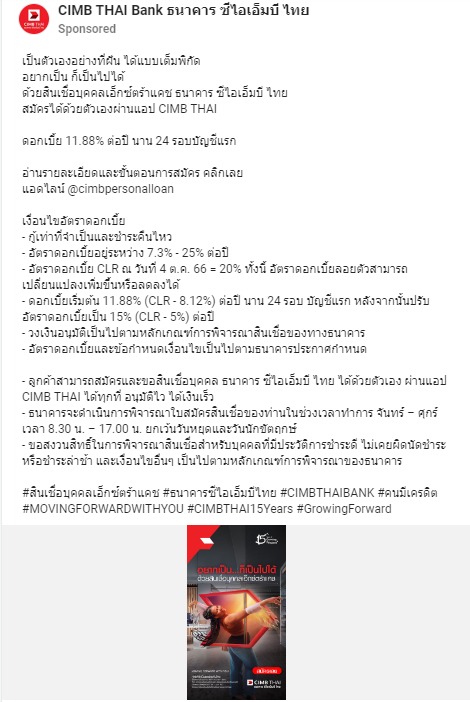 CIMB THAI Bank ธนาคาร ซีไอเอ็มบี ไทย
Sponsored
CIMB THAI
เป็นตัวเองอย่างที่ฝัน ได้แบบเต็มพิกัด
อยากเป็น ก็เป็นไปได้
ด้วยสินเชื่อบุคคลเอ็กซ์ตร้าแคช ธนาคาร ซีไอเอ็มบี ไทย
สมัครได้ด้วยตัวเองผ่านแอป CIMB THAI
ดอกเบี้ย 11.88% ต่อปี นาน 24 รอบบัญชีแรก
อ่านรายละเอียดและขั้นตอนการสมัคร คลิกเลย
แอดไลน์ @cimbpersonalloan
เงื่อนไขอัตราดอกเบี้ย
- กู้เท่าที่จำเป็นและชำระคืนไหว
- อัตราดอกเบี้ยอยู่ระหว่าง 7.3% - 25% ต่อปี
- อัตราดอกเบี้ย CLR ณ วันที่ 4 ต.ค. 66 = 20% ทั้งนี้ อัตราดอกเบี้ยลอยตัวสามารถ
เปลี่ยนแปลงเพิ่มขึ้นหรือลดลงได้
- ดอกเบี้ยเริ่มต้น 11.88% (CLR - 8.12%) ต่อปี นาน 24 รอบ บัญชีแรก หลังจากนั้นปรับ
อัตราดอกเบี้ยเป็น 15% (CLR - 5%) ต่อปี
- วงเงินอนุมัติเป็นไปตามหลักเกณฑ์การพิจารณาสินเชื่อของทางธนาคาร
- อัตราดอกเบี้ยและข้อกำหนดเงื่อนไขเป็นไปตามธนาคารประกาศกำหนด
- ลูกค้าสามารถสมัครและขอสินเชื่อบุคคล ธนาคาร ซีไอเอ็มบี ไทย ได้ด้วยตัวเอง ผ่านแอป
CIMB THAI ได้ทุกที่ อนุมัติไว ได้เงินเร็ว
- ธนาคารจะดำเนินการพิจารณาใบสมัครสินเชื่อของท่านในช่วงเวลาทำการ จันทร์ – ศุกร์
เวลา 8.30 น. – 17.00 น. ยกเว้นวันหยุดและวันนักขัตฤกษ์
- ขอสงวนสิทธิ์ในการพิจารณาสินเชื่อสำหรับบุคคลที่มีประวัติการชำระดี ไม่เคยผิดนัดชำระ
หรือชำระล่าช้า และเงื่อนไขอื่นๆ เป็นไปตามหลักเกณฑ์การพิจารณาของธนาคาร
#สินเชื่อบุคคลเอ็กซ์ตร้าแคช #ธนาคารซีไอเอ็มบีไทย #CIMBTHAIBANK #คนมีเครดิต
#MOVINGFORWARDWITHYOU #CIMBTHAI15Years #GrowingForward
15
อยากเป็น...ก็เป็นไปได้
ด้วยสินเชื่อบุคคลเอ็กซ์ตร้าแคช
สมัครเลย
CIMB THAI